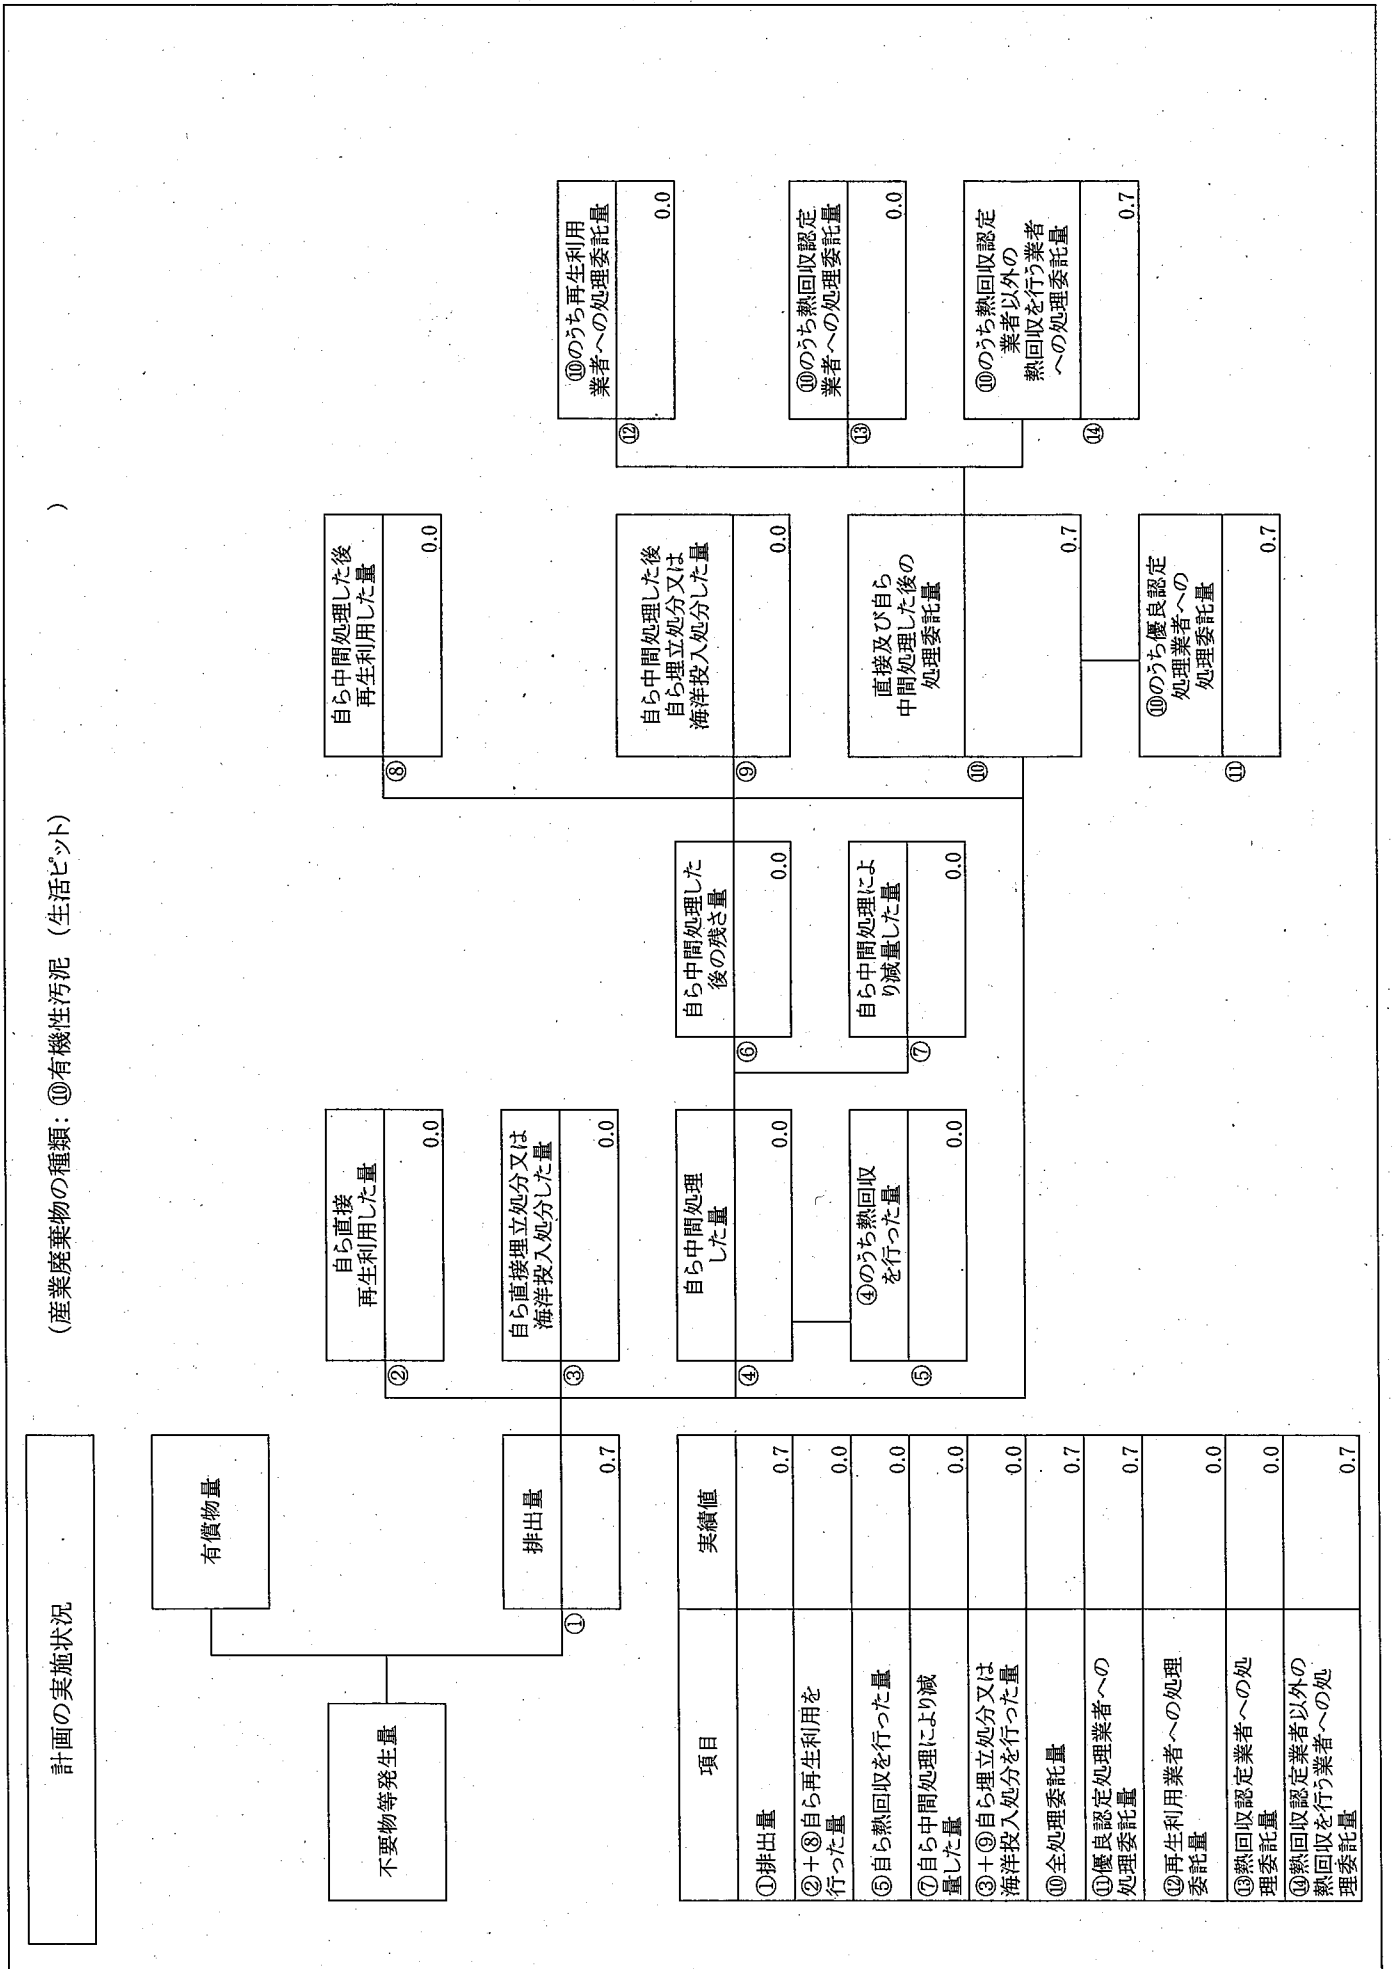 計画の実施状況
(産業廃棄物の種類：⑩有機性汚泥（生活ピット)
)
不要物等発生量
有償物量
排出量
①
0.7
自ら直接
再生利用した量
②
0.0
自ら直接埋立処分又は
海洋投入処分した量
③
0.0
自ら中間処理
した量
④
0.0
④のうち熱回収
を行った量
⑤
0.0
自ら中間処理した
後の残さ量
⑥
0.0
自ら中間処理によ
り減量した量
⑦
0.0
自ら中間処理した後
再生利用した量
⑧
0.0
自ら中間処理した後
自ら埋立処分又は
海洋投入処分した量
⑨
0.0
直接及び自ら
中間処理した後の
処理委託量
⑩
0.7
⑩のうち優良認定
処理業者への
処理委託量
⑪
0.7
⑩のうち再生利用
業者への処理委託量
⑫
0.0
⑩のうち熱回収認定
業者への処理委託量
⑬
0.0
⑩のうち熱回収認定
業者以外の
熱回収を行う業者
への処理委託量
⑭
0.7
項目 実績値
①排出量 0.7
②＋⑧自ら再生利用を
行った量 0.0
⑤自ら熱回収を行った量 0.0
⑦自ら中間処理により減
量した量 0.0
③＋⑨自ら埋立処分又は
海洋投入処分を行った量 0.0
⑩全処理委託量 0.7
⑪優良認定処理業者への
処理委託量 0.7
⑫再生利用業者への処理
委託量 0.0
⑬熱回収認定業者への処
理委託量 0.0
⑭熱回収認定業者以外の
熱回収を行う業者への処
理委託量 0.7